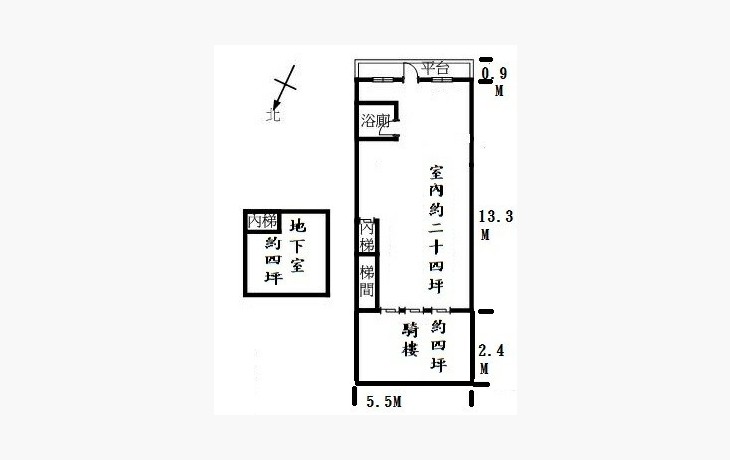 平台
0.9
M
北
浴廁
室內約二十四坪
13.3
M
內梯
地下室
約四坪
內梯
梯間
騎樓
約四坪
2.4
M
5.5M